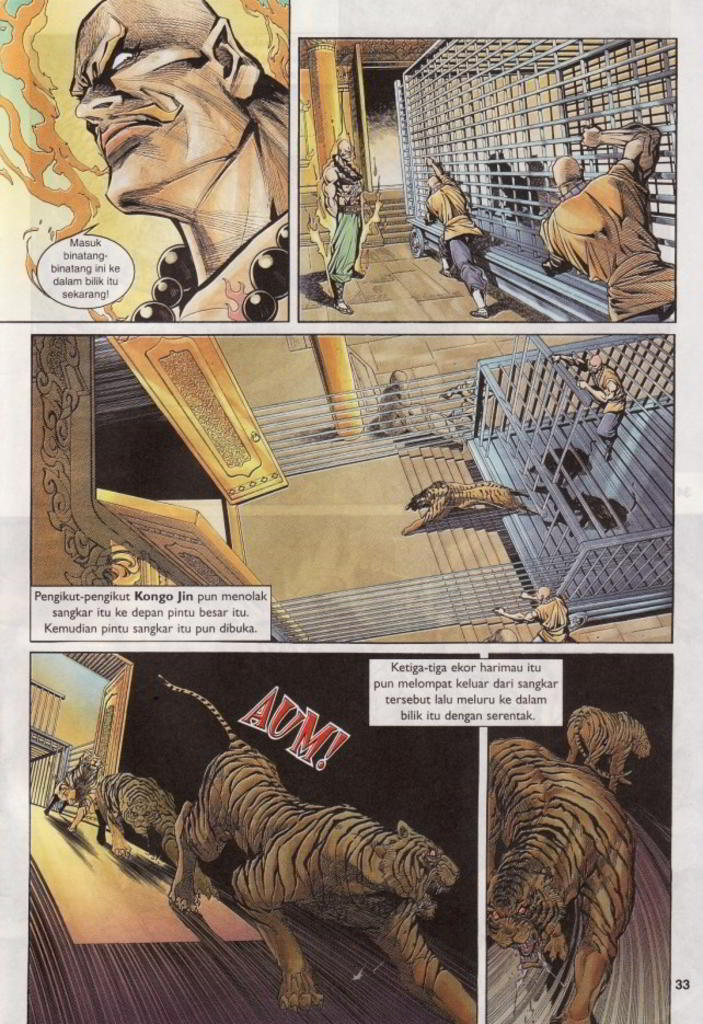 Masuk
binatang-
binatang ini ke
dalam bilik itu
sekarang!
Pengikut-pengikut Kongo Jin pun menolak
sangkar itu ke depan pintu besar itu.
Kemudian pintu sangkar itu pun dibuka.
Ketiga-tiga ekor harimau itu
pun melompat keluar dari sangkar
tersebut lalu meluru ke dalam
bilik itu dengan serentak.
AUM!
33